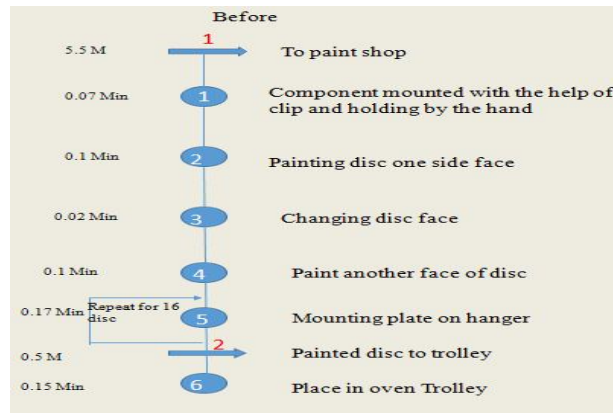 Before
5.5 M 1 To paint shop
0.07 Min 1 Component mounted with the help of
clip and holding by the hand
0.1 Min 2 Painting disc one side face
0.02 Min 3 Changing disc face
0.1 Min 4 Paint another face of disc
Repeat for 16
0.17 Min disc 5 Mounting plate on hanger
0.5 M 2 Painted disc to trolley
0.15 Min 6 Place in oven Trolley